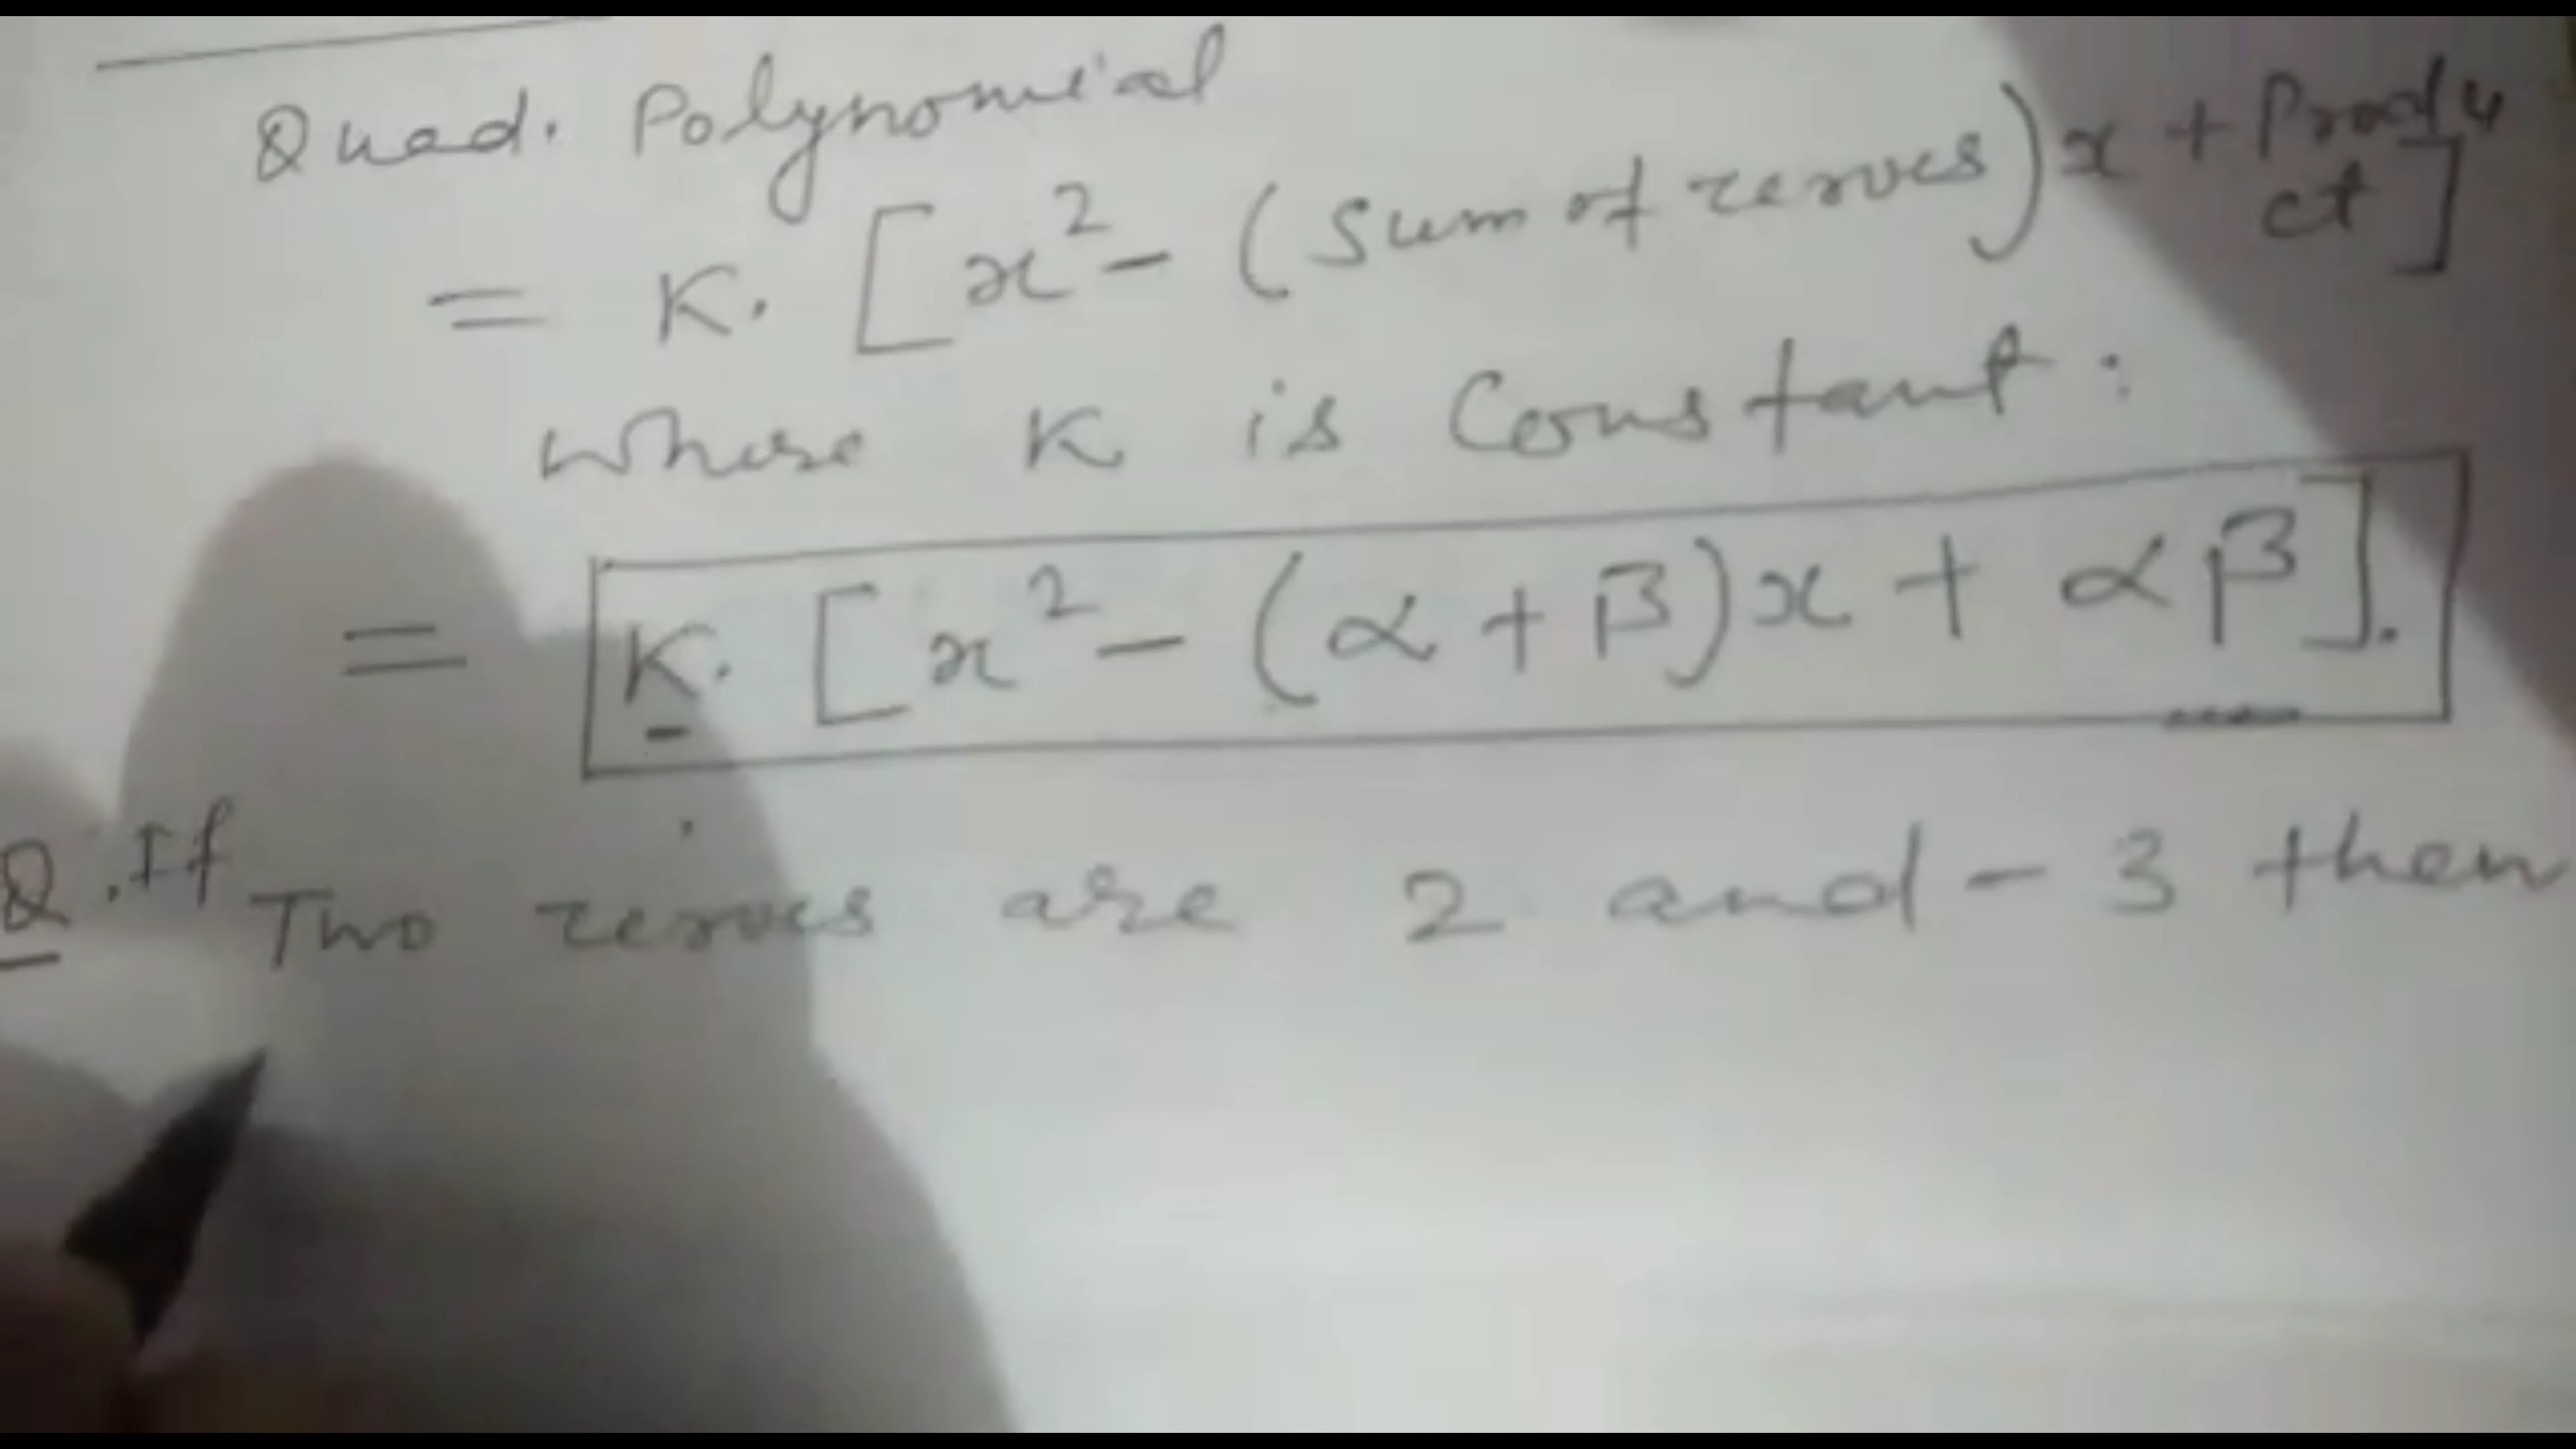 Quad. Polynomial
= K. [x² - (Sum of zeroes)x + Product]
where K is Constant.
= K. [x² - (α + β)x + αβ].
Q. If Two zeroes are 2 and - 3 then